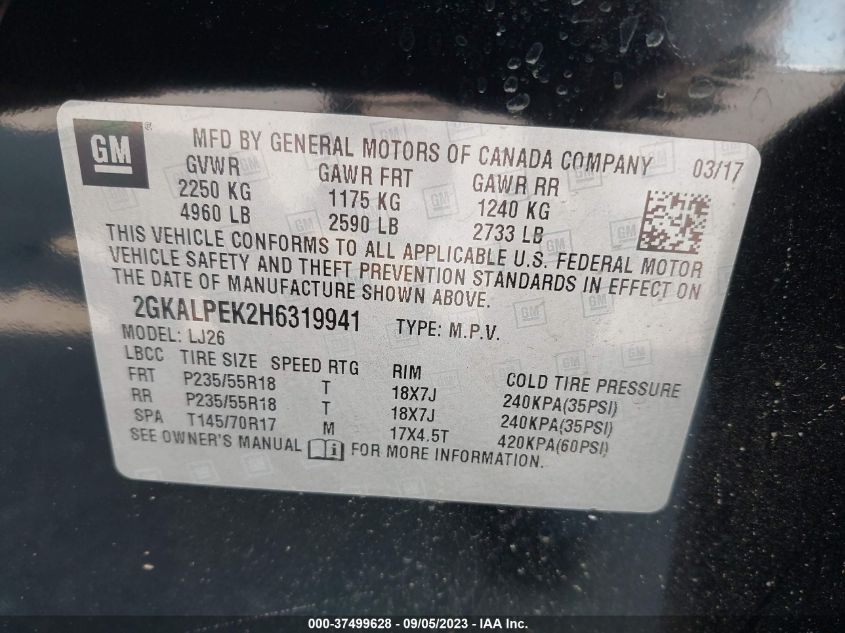 GM ®
MFD BY GENERAL MOTORS OF CANADA COMPANY 03/17
GVWR GAWR FRT GAWR RR
2250 KG 1175 KG 1240 KG
4960 LB 2590 LB 2733 LB
THIS VEHICLE CONFORMS TO ALL APPLICABLE U.S. FEDERAL MOTOR
VEHICLE SAFETY AND THEFT PREVENTION STANDARDS IN EFFECT ON
THE DATE OF MANUFACTURE SHOWN ABOVE.
2GKALPEK2H6319941 TYPE: M.P.V.
MODEL: LJ26
LBCC TIRE SIZE SPEED RTG RIM COLD TIRE PRESSURE
FRT P235/55R18 T 18X7J 240KPA(35PSI)
RR P235/55R18 T 18X7J 240KPA(35PSI)
SPA T145/70R17 M 17X4.5T 420KPA(60PSI)
SEE OWNER'S MANUAL FOR MORE INFORMATION.
000-37499628 - 09/05/2023 - IAA Inc.